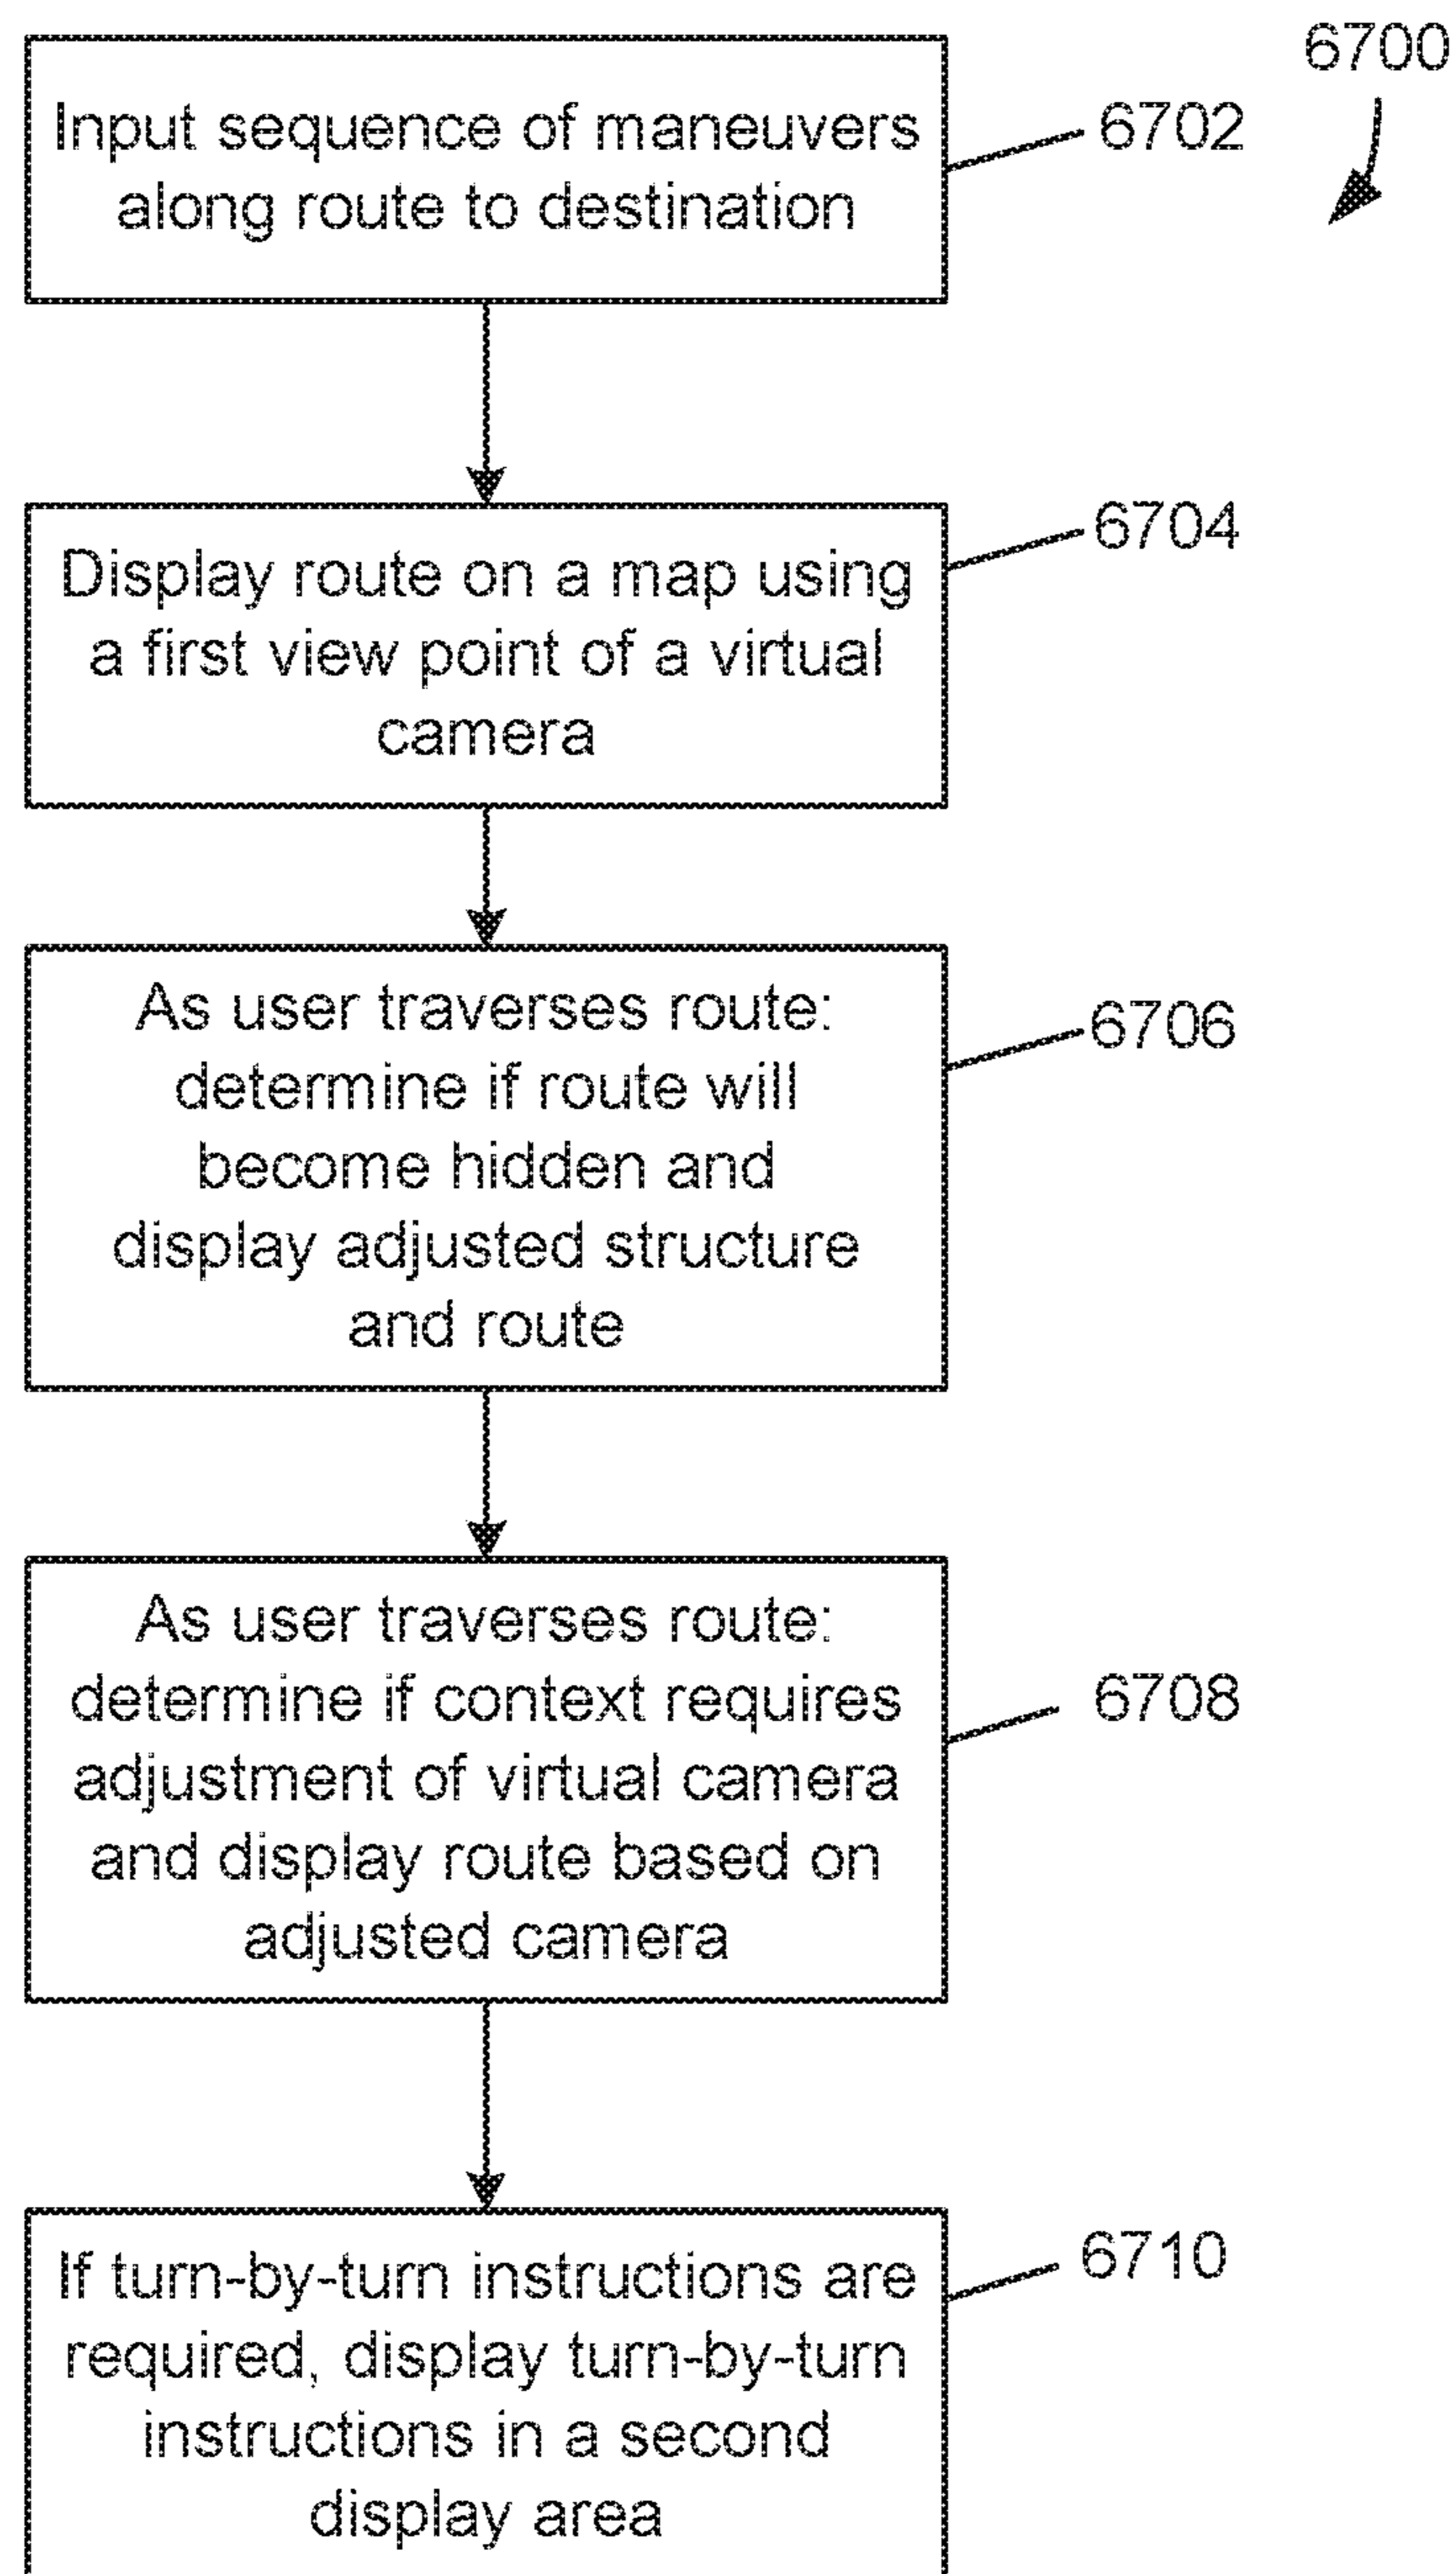 6700
Input sequence of maneuvers
along route to destination
6702
Display route on a map using
a first view point of a virtual
camera
6704
As user traverses route:
determine if route will
become hidden and
display adjusted structure
and route
6706
As user traverses route:
determine if context requires
adjustment of virtual camera
and display route based on
adjusted camera
6708
If turn-by-turn instructions are
required, display turn-by-turn
instructions in a second
display area
6710